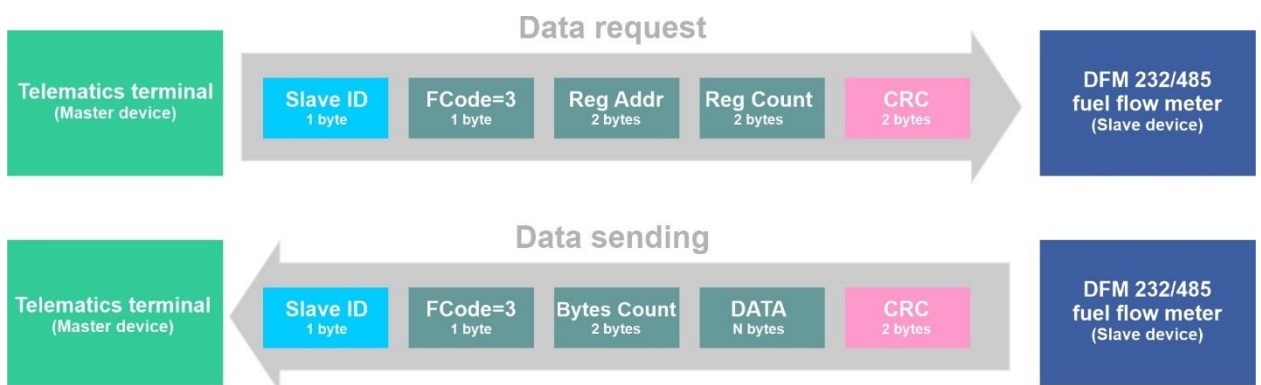 Data request
Telematics terminal
(Master device)
Slave ID
1 byte
FCode=3
1 byte
Reg Addr
2 bytes
Reg Count
2 bytes
CRC
2 bytes
DFM 232/485
fuel flow meter
(Slave device)
Data sending
Telematics terminal
(Master device)
Slave ID
1 byte
FCode=3
1 byte
Bytes Count
2 bytes
DATA
N bytes
CRC
2 bytes
DFM 232/485
fuel flow meter
(Slave device)